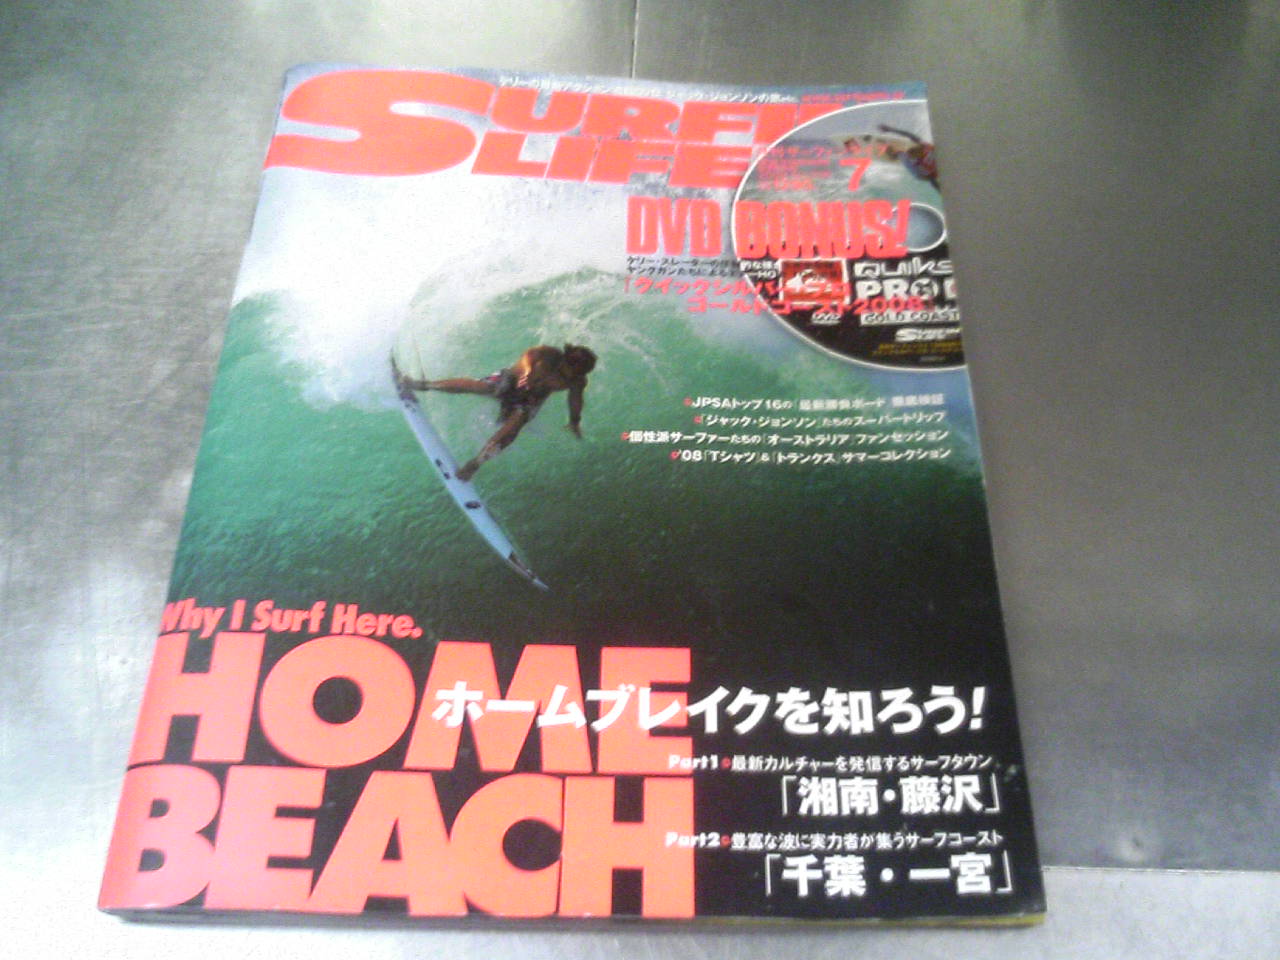 SURFIN
LIFE
7
DVD BONUS!
「クイックシルバー
ゴールドコースト2008」
QUIKS
PRO
GOLD COAST
JPSAトップ16の「最新勝負ボード」徹底検証
「ジャック・ジョンソン」たちのスーパートリップ
個性派サーファーたちの「オーストラリア」ファンセッション
'08「Tシャツ」&「トランクス」サマーコレクション
Why I Surf Here.
HOME
BEACH
ホームブレイクを知ろう!
Part1 最新カルチャーを発信するサーフタウン
「湘南・藤沢」
Part2 豊富な波に実力者が集うサーフコースト
「千葉・一宮」